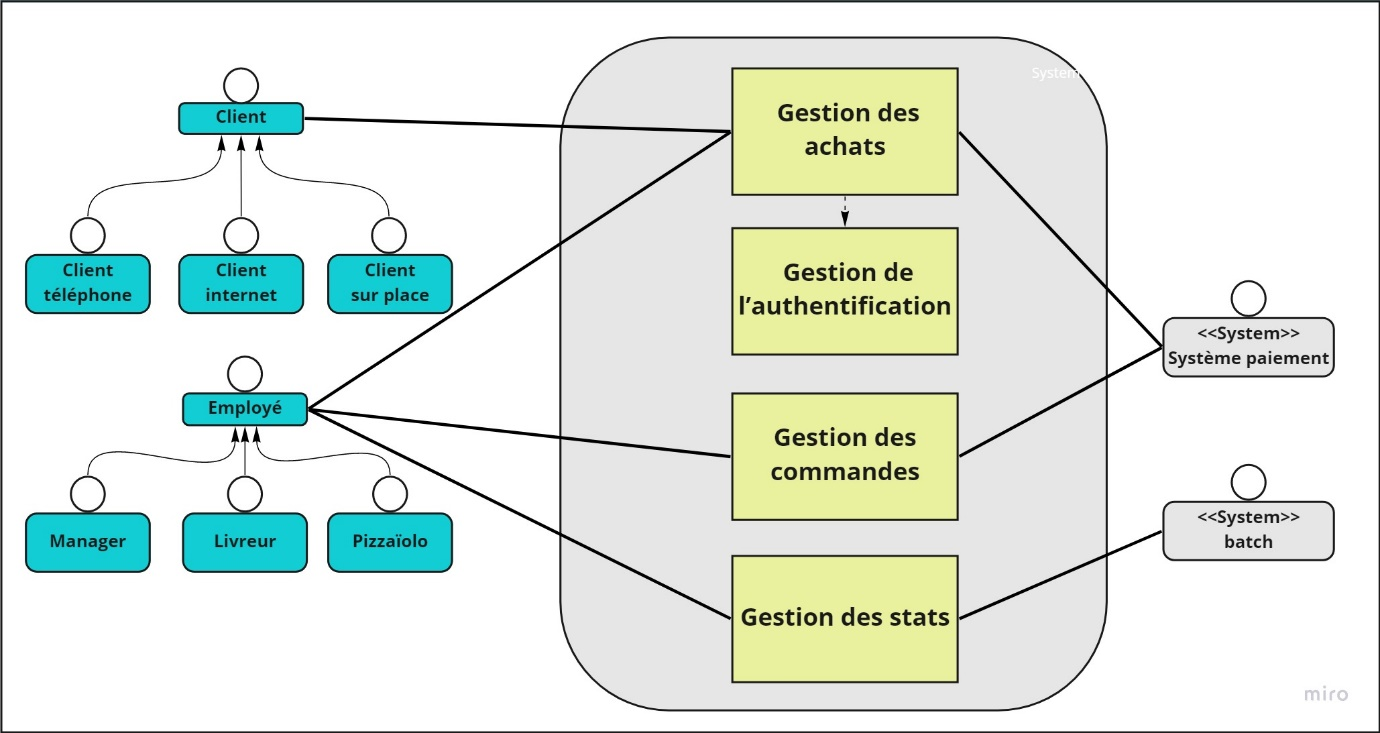 System
Client
Client
téléphone
Client
internet
Client
sur place
Employé
Manager
Livreur
Pizzaïolo
Gestion des
achats
Gestion de
l’authentification
Gestion des
commandes
Gestion des stats
<<System>>
Système paiement
<<System>>
batch
miro